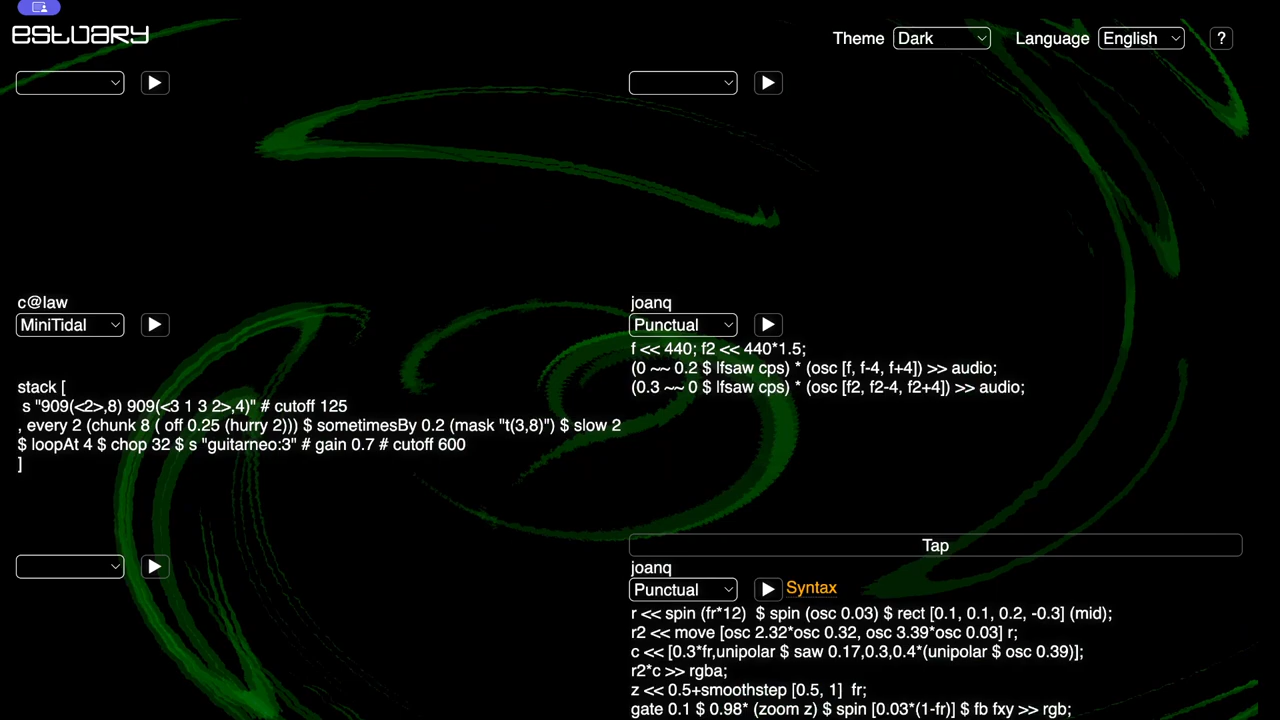 estuary
Theme Dark Language English ?
c@law
MiniTidal
stack [
s "909(<2>,8) 909(<3 1 3 2>,4)" # cutoff 125
, every 2 (chunk 8 ( off 0.25 (hurry 2))) $ sometimesBy 0.2 (mask "t(3,8)") $ slow 2
$ loopAt 4 $ chop 32 $ s "guitarneo:3" # gain 0.7 # cutoff 600
]
joanq
Punctual
f << 440; f2 << 440*1.5;
(0 ~~ 0.2 $ lfsaw cps) * (osc [f, f-4, f+4]) >> audio;
(0.3 ~~ 0 $ lfsaw cps) * (osc [f2, f2-4, f2+4]) >> audio;
Tap
joanq
Punctual Syntax
r << spin (fr*12)  $ spin (osc 0.03) $ rect [0.1, 0.1, 0.2, -0.3] (mid);
r2 << move [osc 2.32*osc 0.32, osc 3.39*osc 0.03] r;
c << [0.3*fr,unipolar $ saw 0.17,0.3,0.4*(unipolar $ osc 0.39)];
r2*c >> rgba;
z << 0.5+smoothstep [0.5, 1]  fr;
gate 0.1 $ 0.98* (zoom z) $ spin [0.03*(1-fr)] $ fb fxy >> rgb;